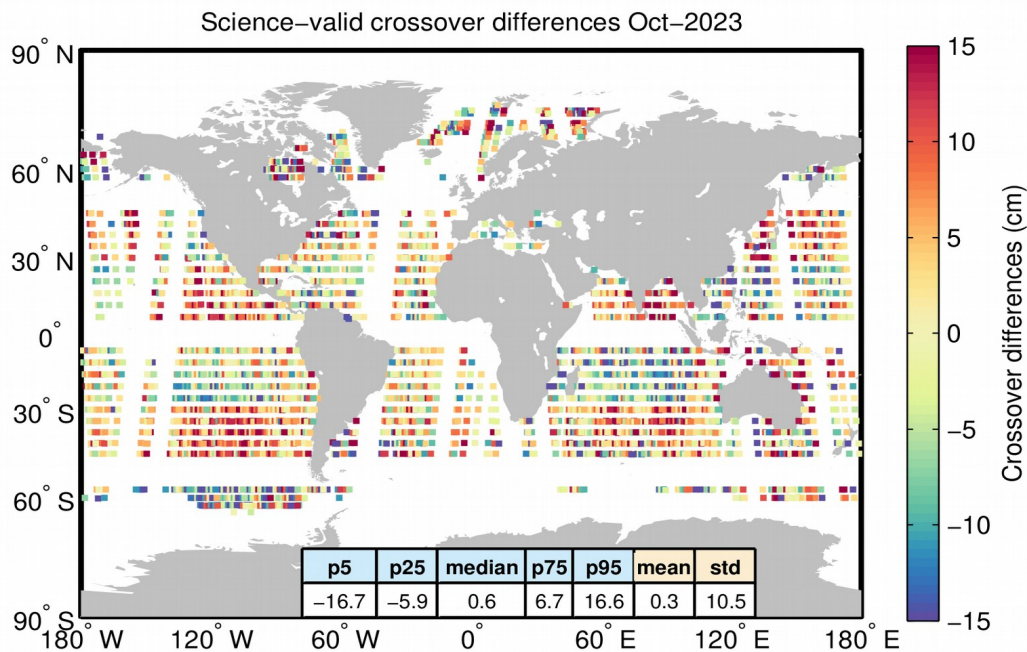 Science−valid crossover differences Oct−2023
90° N
60° N
30° N
0°
30° S
60° S
90° S
180° W
120° W
60° W
0°
60° E
120° E
180° E
p5 p25 median p75 p95 mean std
−16.7 −5.9 0.6 6.7 16.6 0.3 10.5
15
10
5
0
−5
−10
−15
Crossover differences (cm)